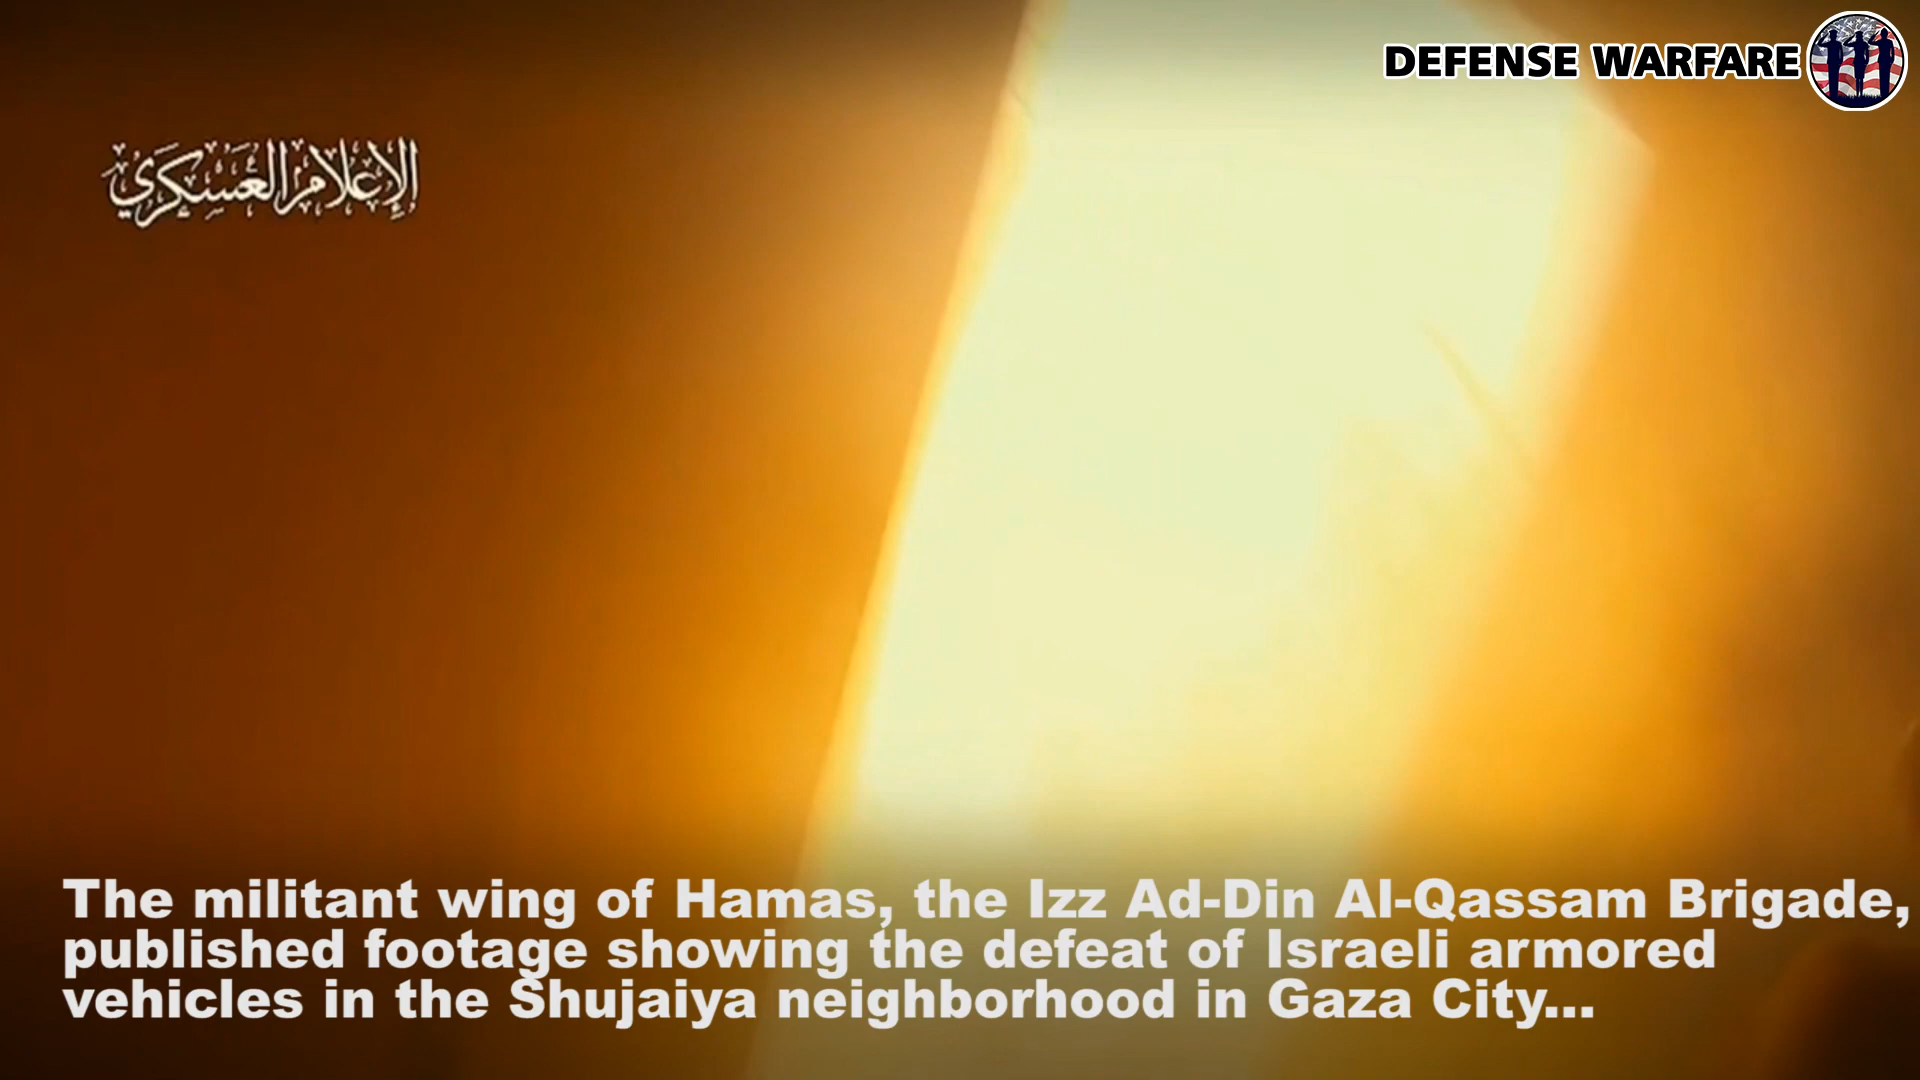 DEFENSE WARFARE
الإعلام العسكري
The militant wing of Hamas, the Izz Ad-Din Al-Qassam Brigade,
published footage showing the defeat of Israeli armored
vehicles in the Shujaiya neighborhood in Gaza City...